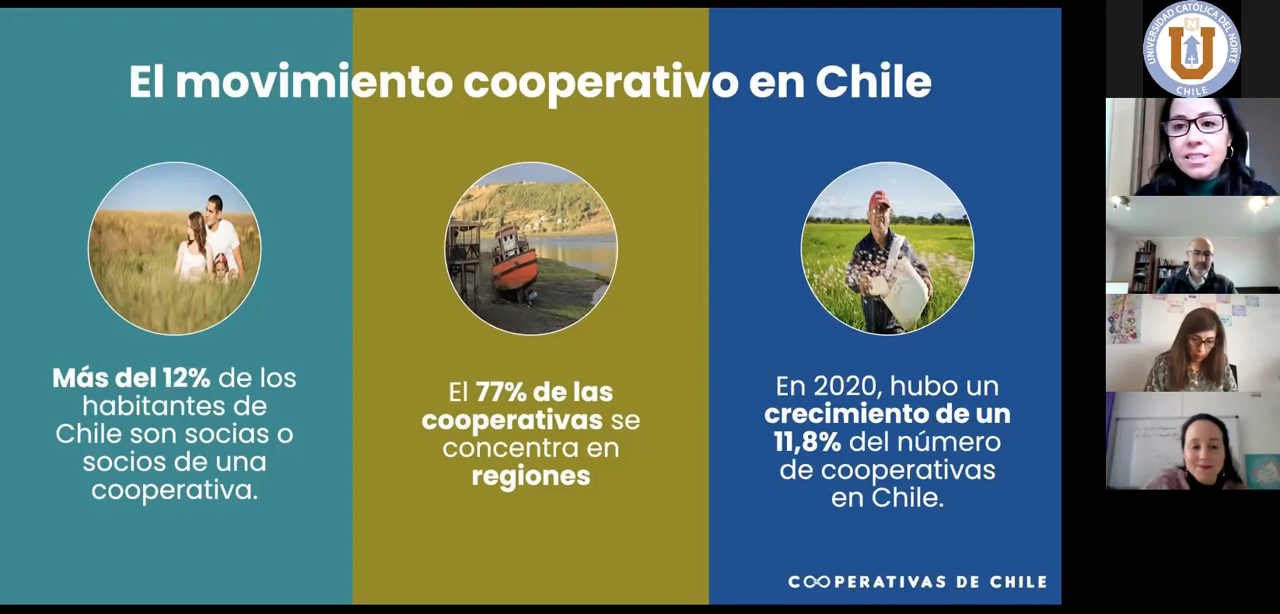 El movimiento cooperativo en Chile
Más del 12% de los
habitantes de
Chile son socias o
socios de una
cooperativa.
El 77% de las
cooperativas se
concentra en
regiones
En 2020, hubo un
crecimiento de un
11,8% del número
de cooperativas
en Chile.
COOPERATIVAS DE CHILE
UNIVERSIDAD CATÓLICA DEL NORTE
N
U
CHILE